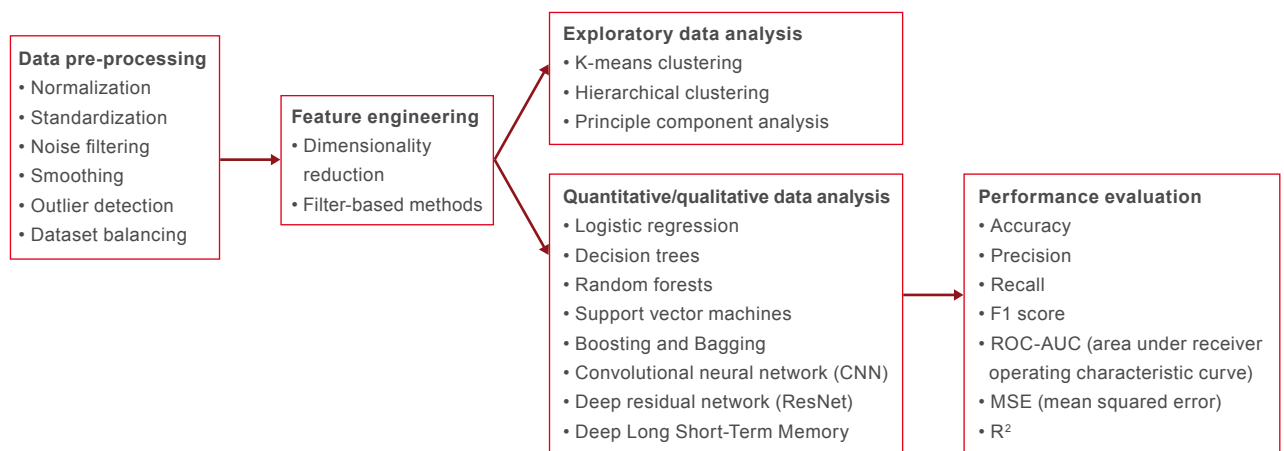 Data pre-processing
• Normalization
• Standardization
• Noise filtering
• Smoothing
• Outlier detection
• Dataset balancing
Feature engineering
• Dimensionality
reduction
• Filter-based methods
Exploratory data analysis
• K-means clustering
• Hierarchical clustering
• Principle component analysis
Quantitative/qualitative data analysis
• Logistic regression
• Decision trees
• Random forests
• Support vector machines
• Boosting and Bagging
• Convolutional neural network (CNN)
• Deep residual network (ResNet)
• Deep Long Short-Term Memory
Performance evaluation
• Accuracy
• Precision
• Recall
• F1 score
• ROC-AUC (area under receiver
operating characteristic curve)
• MSE (mean squared error)
• R²